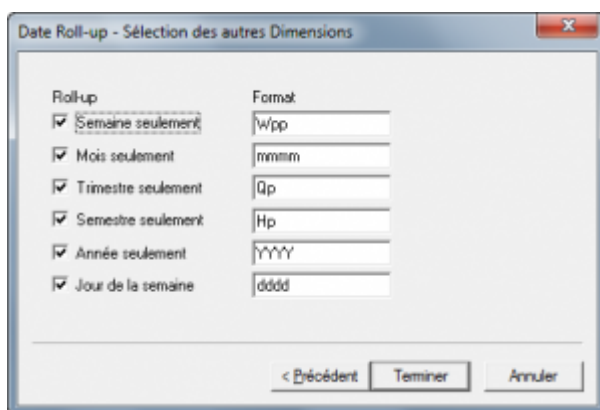 Date Roll-up - Sélection des autres Dimensions
Roll-up Format
Semaine seulement Wpp
Mois seulement mmmm
Trimestre seulement Qp
Semestre seulement Hp
Année seulement YYYY
Jour de la semaine dddd
< Précédent Terminer Annuler